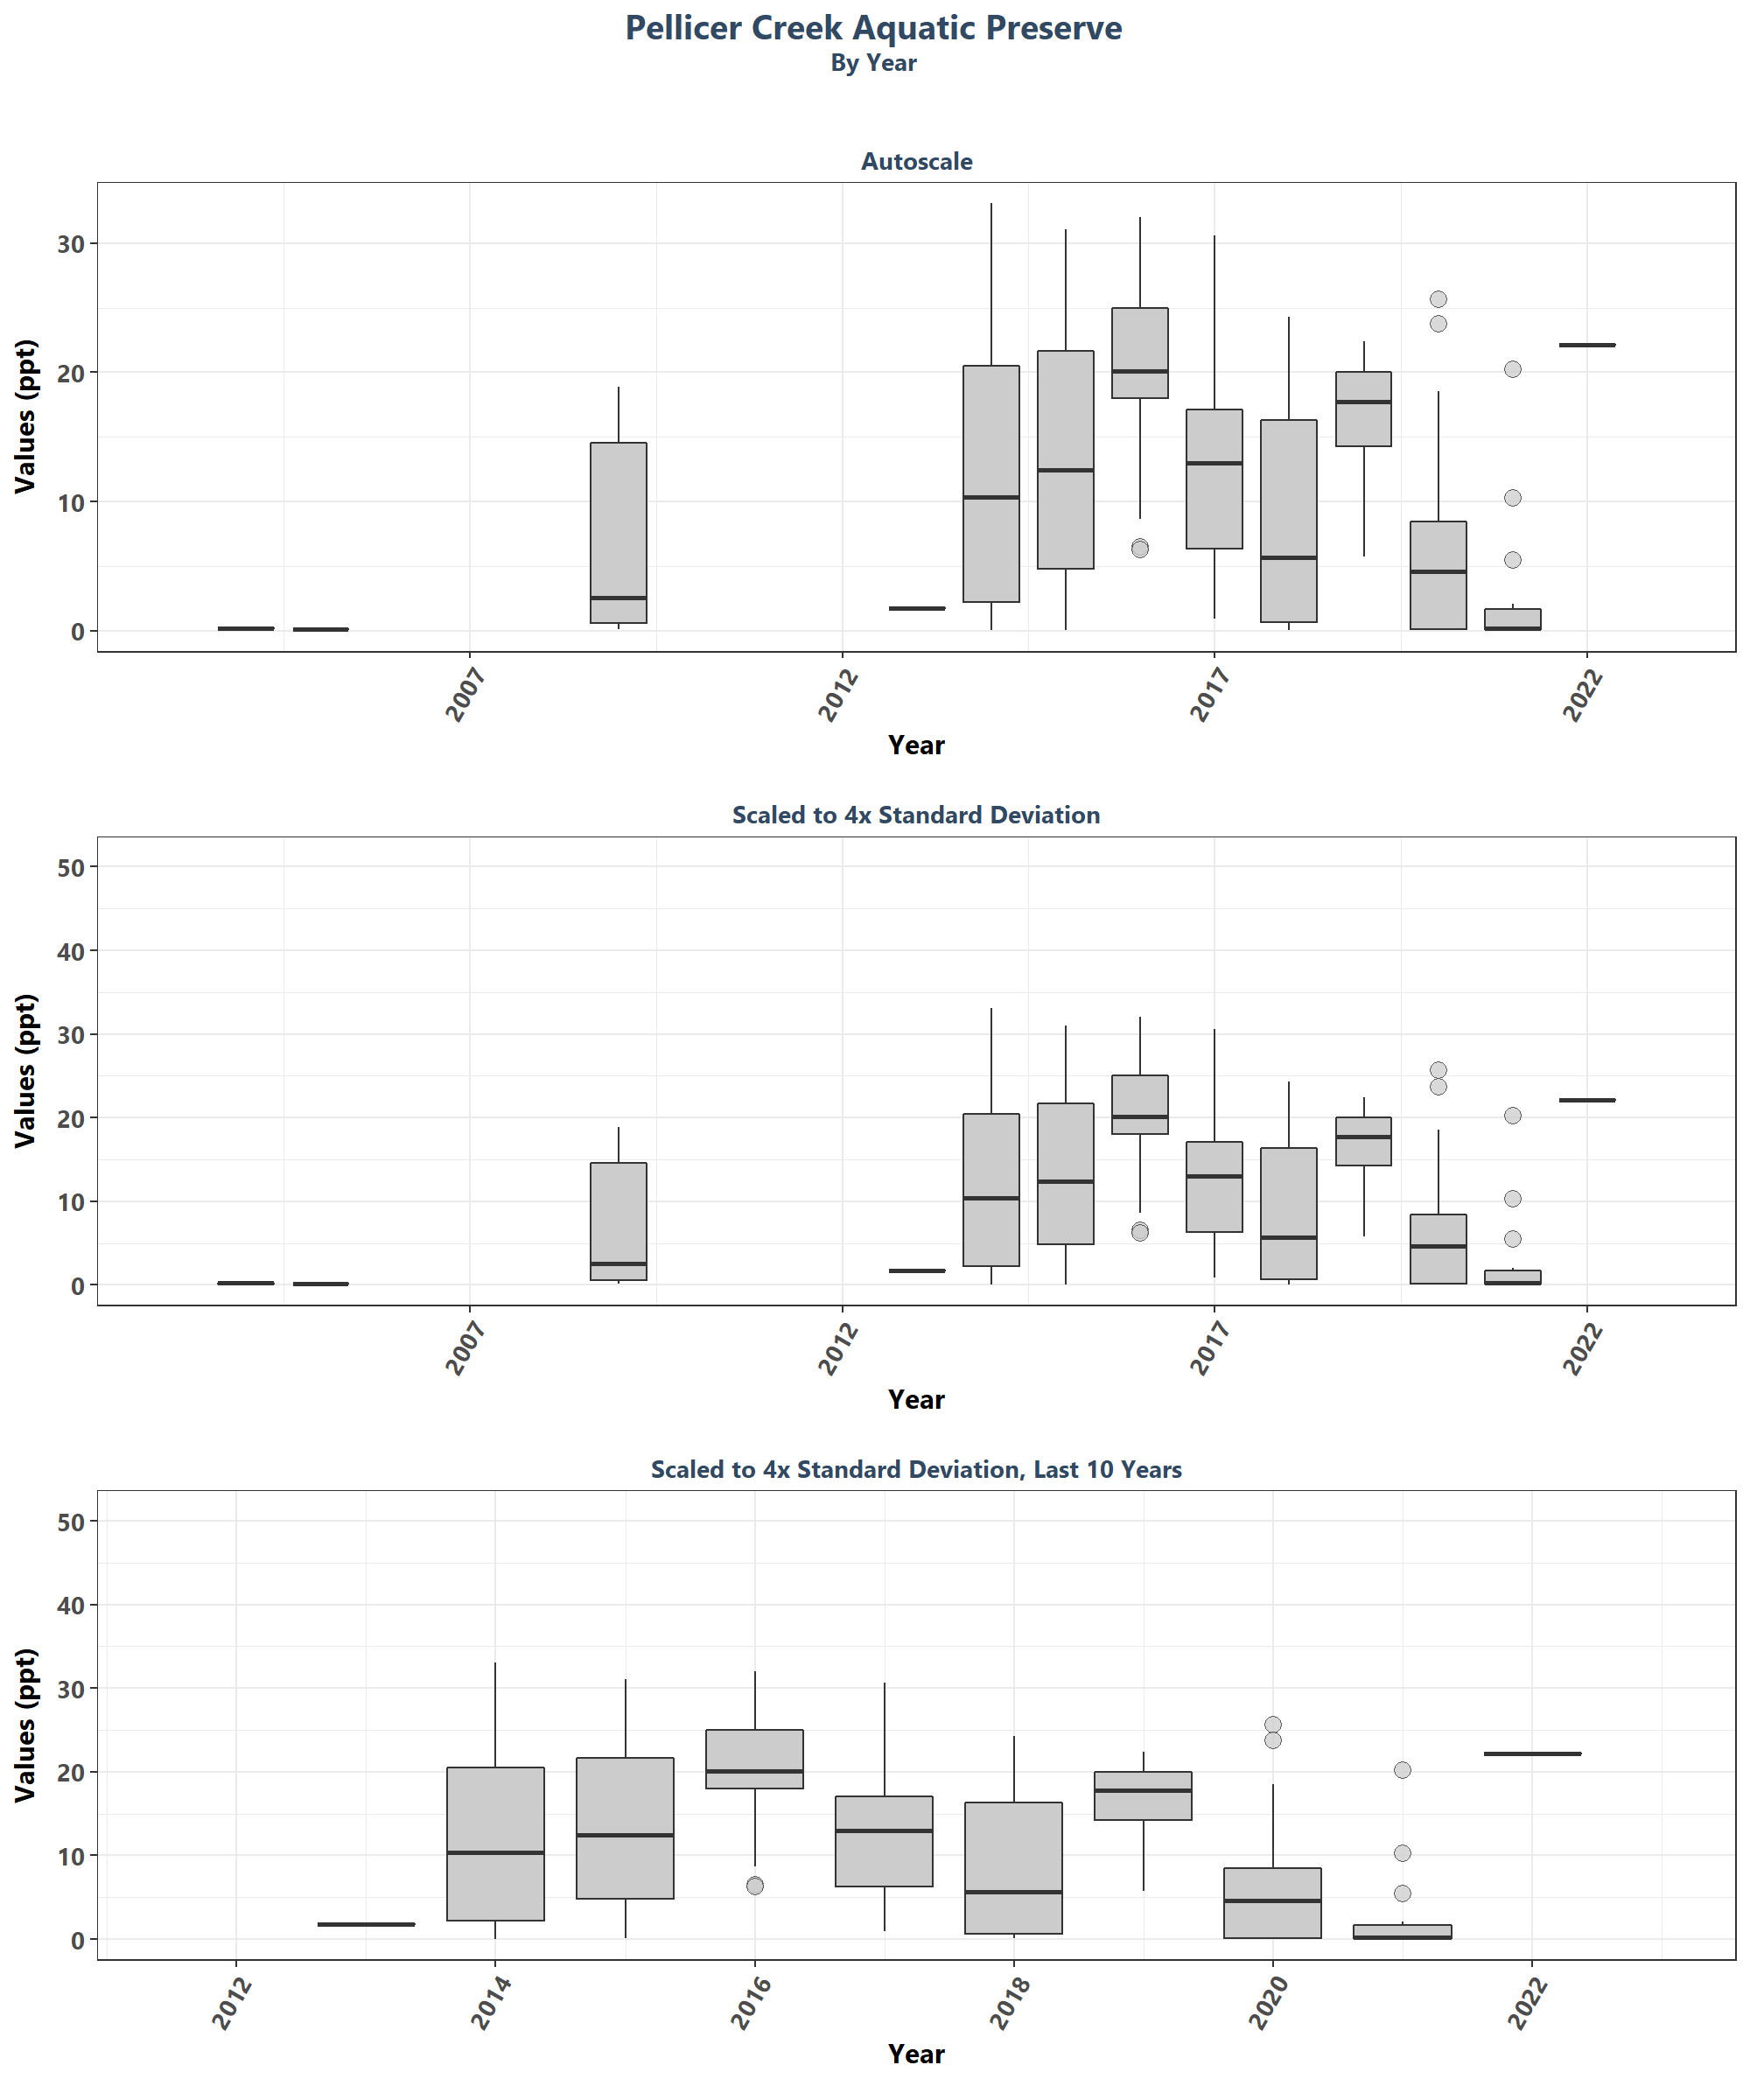 Pellicer Creek Aquatic Preserve
By Year
Autoscale
Values (ppt)
30
20
10
0
2007 2012 2017 2022
Year
Scaled to 4x Standard Deviation
Values (ppt)
50
40
30
20
10
0
2007 2012 2017 2022
Year
Scaled to 4x Standard Deviation, Last 10 Years
Values (ppt)
50
40
30
20
10
0
2012 2014 2016 2018 2020 2022
Year